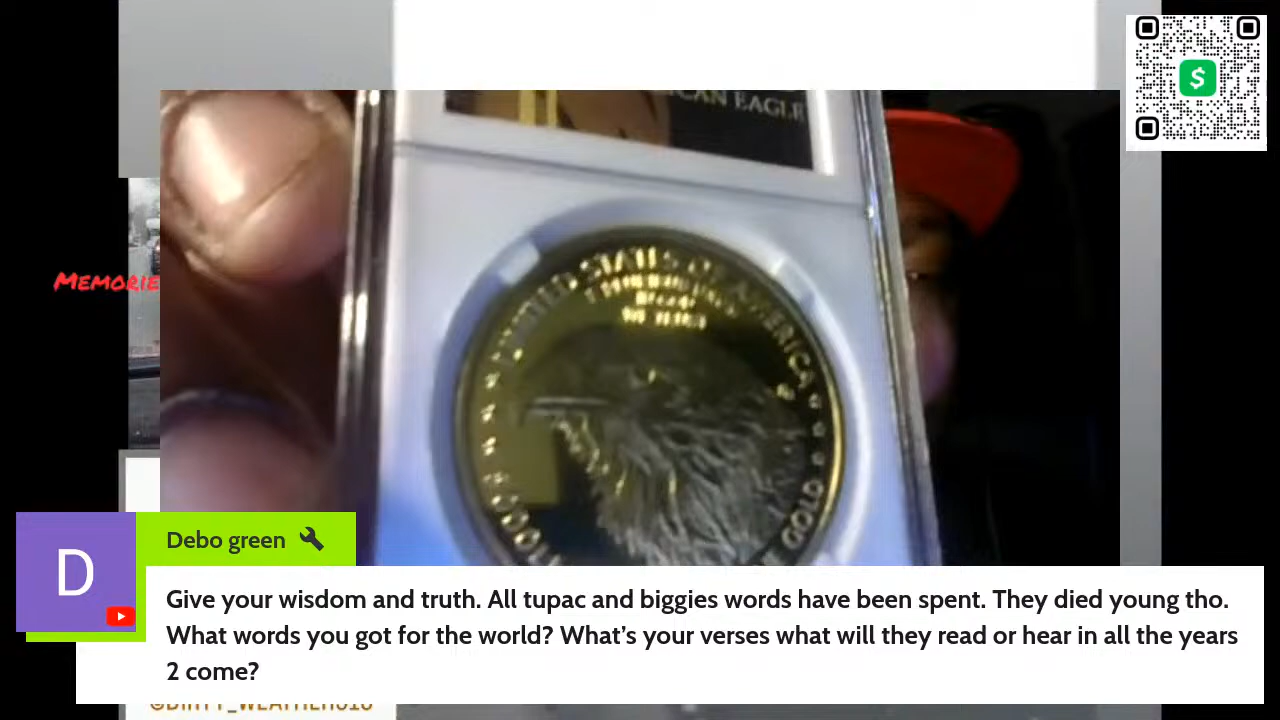 CAN EAGLE
UNITED STATES OF AMERICA
GOLD
MEMORIE
Debo green
D
Give your wisdom and truth. All tupac and biggies words have been spent. They died young tho.
What words you got for the world? What's your verses what will they read or hear in all the years
2 come?